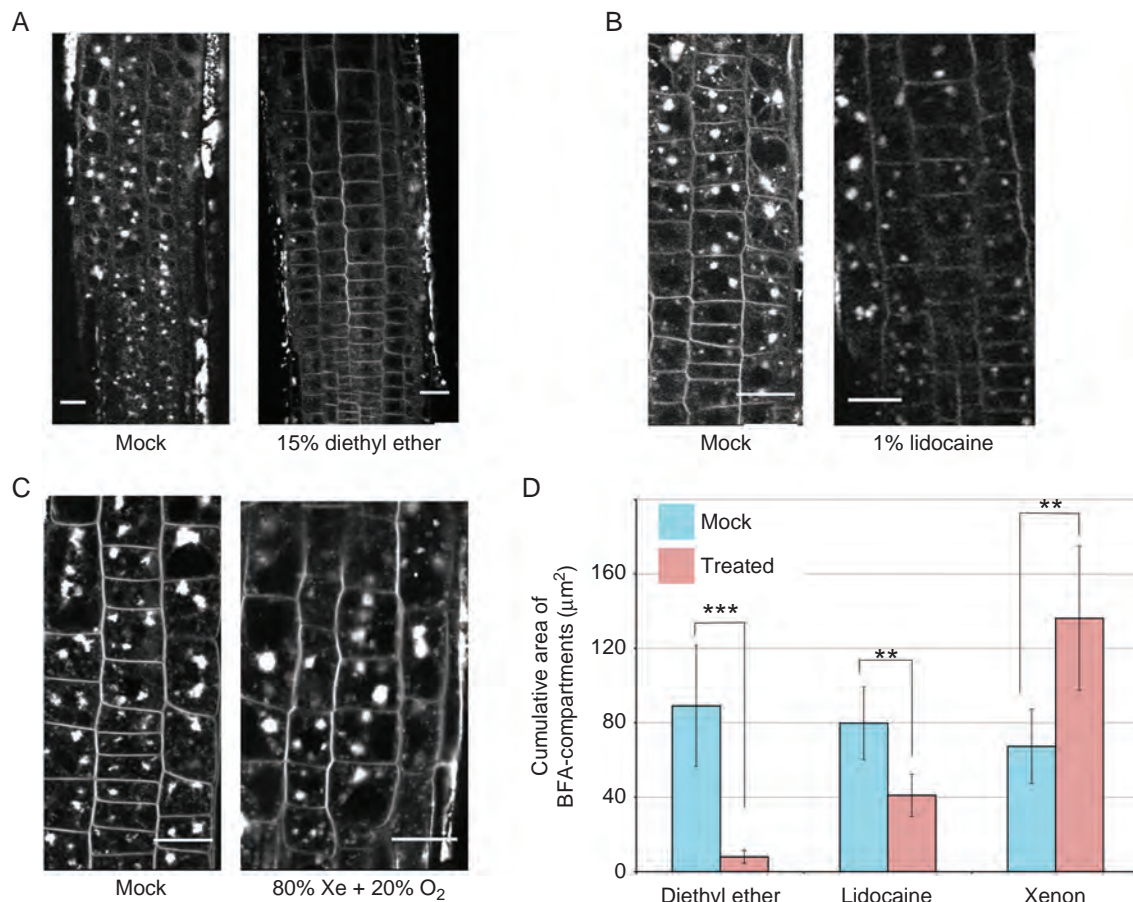 A
B
Mock
15% diethyl ether
Mock
1% lidocaine
C
D
Mock
80% Xe + 20% O₂
Cumulative area of
BFA-compartments (μm²)
160
120
80
40
0
Mock
Treated
***
**
**
Diethyl ether
Lidocaine
Xenon